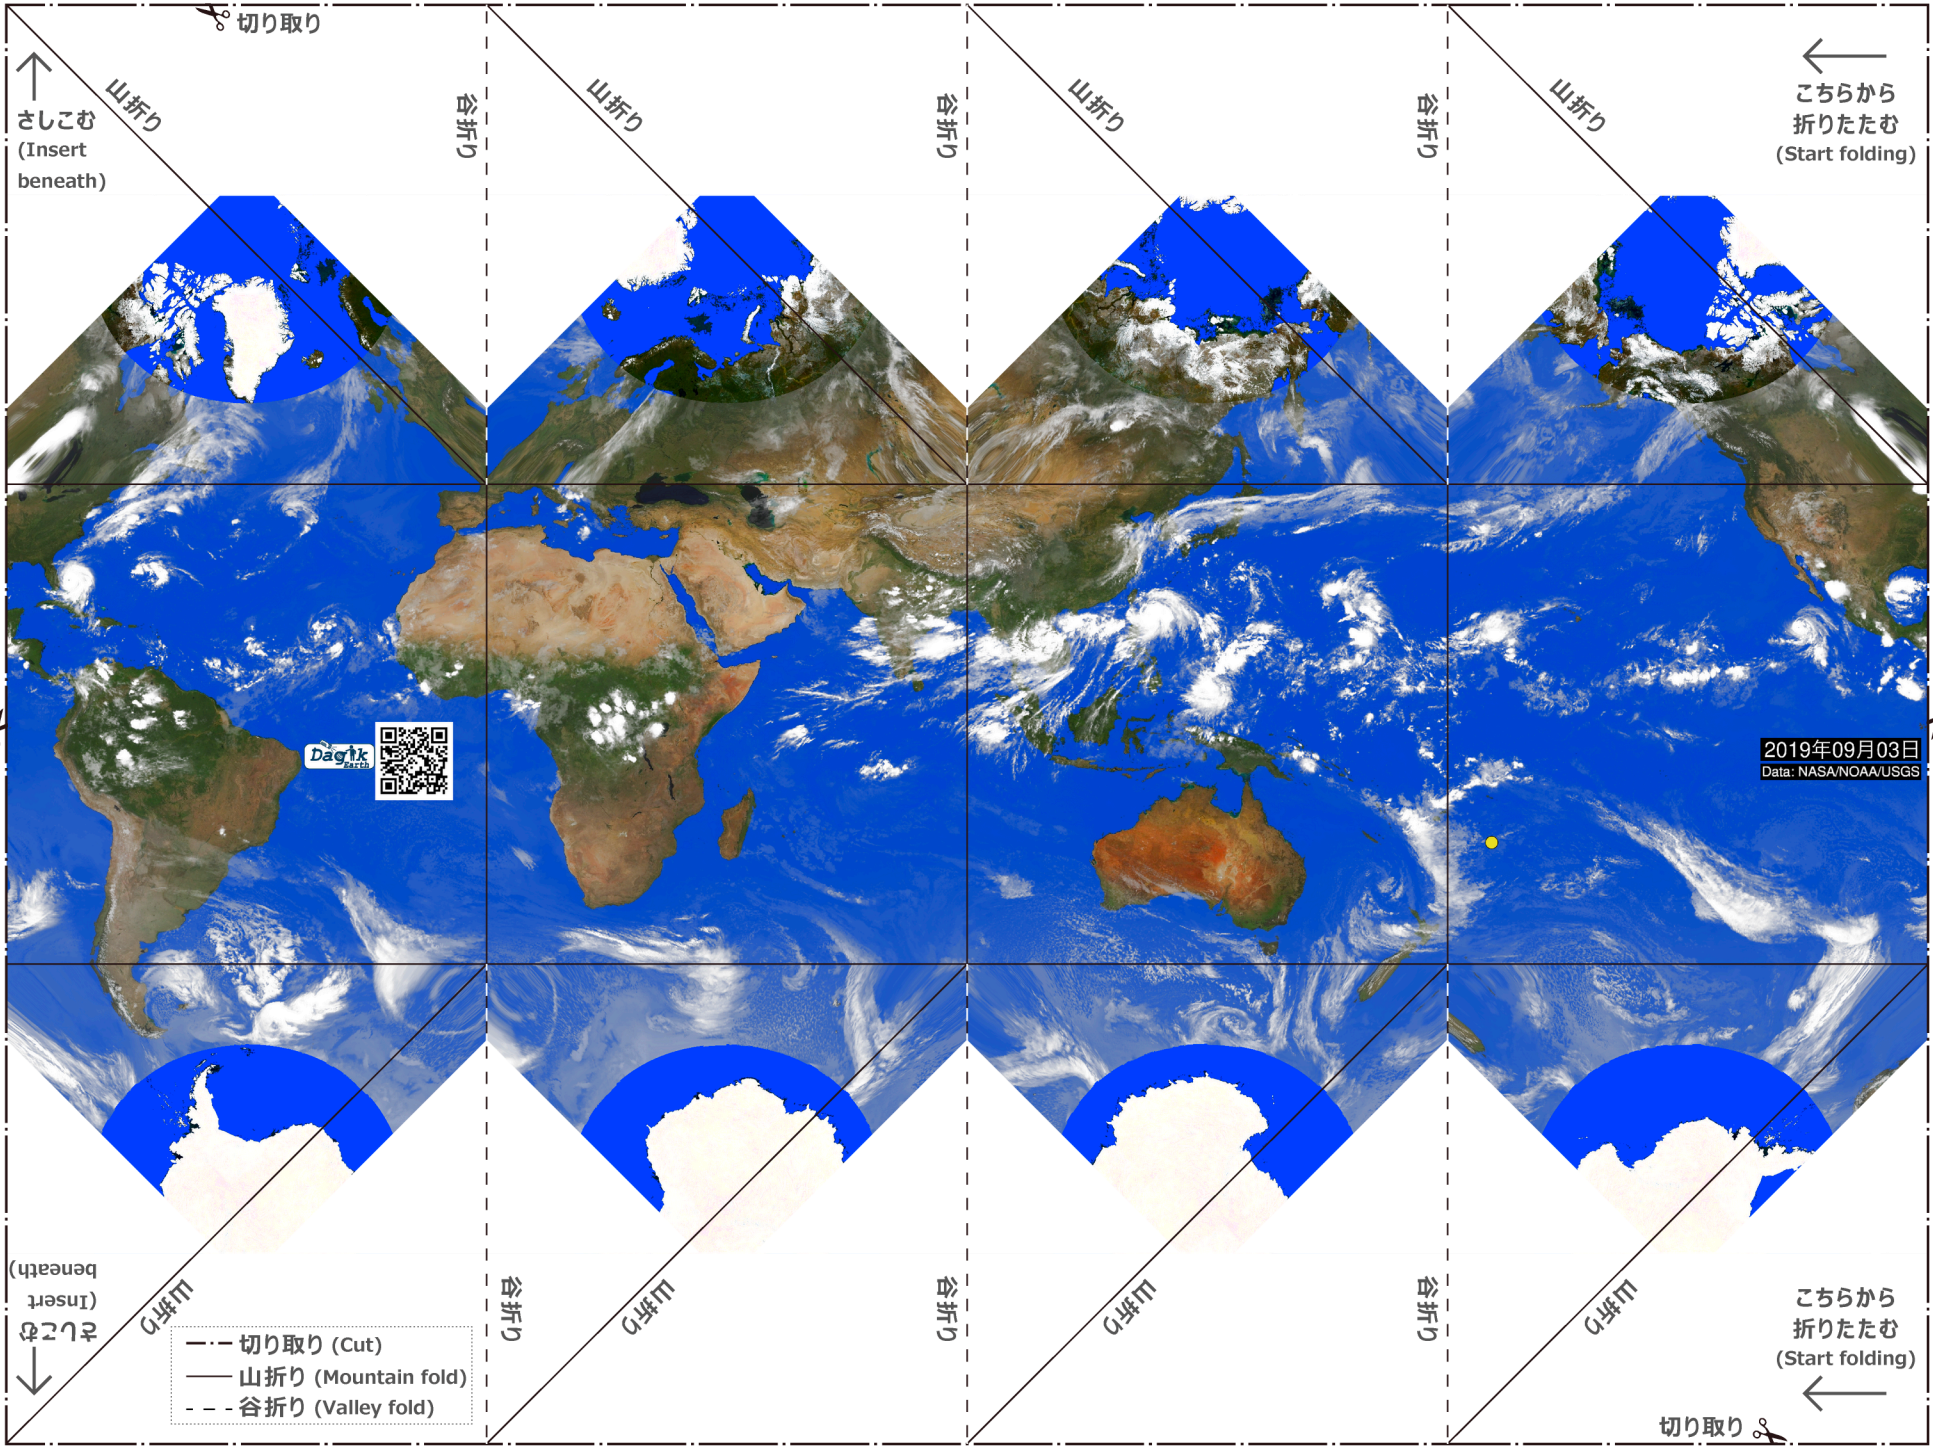 切り取り
山折り
谷折り
山折り
谷折り
山折り
谷折り
山折り
さしこむ
(Insert
beneath)
こちらから
折りたたむ
(Start folding)
Dagik
Earth
2019年09月03日
Data: NASA/NOAA/USGS
さしこむ
(Insert
beneath)
山折り
谷折り
山折り
谷折り
山折り
谷折り
山折り
こちらから
折りたたむ
(Start folding)
切り取り (Cut)
山折り (Mountain fold)
谷折り (Valley fold)
切り取り